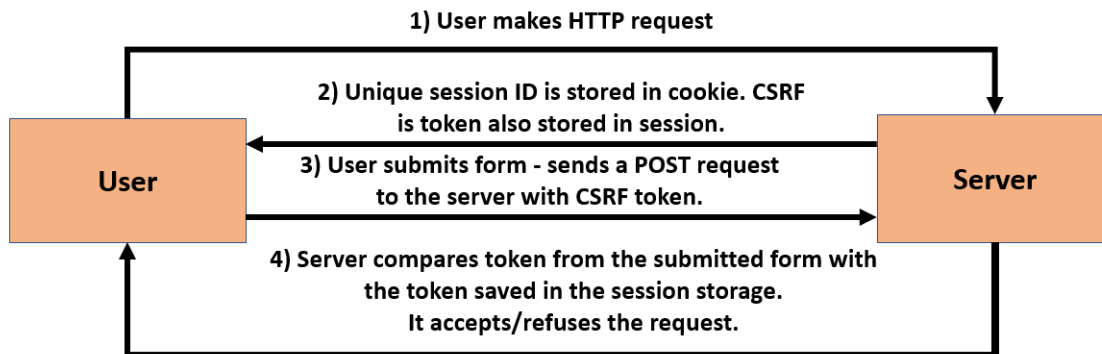 1) User makes HTTP request
2) Unique session ID is stored in cookie. CSRF
is token also stored in session.
User
Server
3) User submits form - sends a POST request
to the server with CSRF token.
4) Server compares token from the submitted form with
the token saved in the session storage.
It accepts/refuses the request.